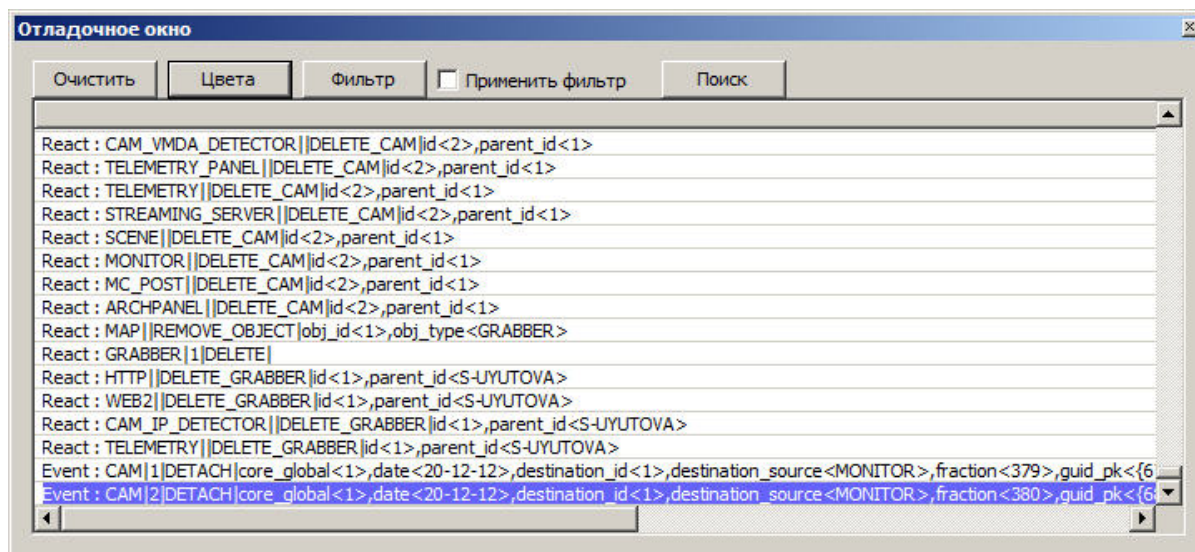 Отладочное окно
Очистить Цвета Фильтр Применить фильтр Поиск
React : CAM_VMDA_DETECTOR||DELETE_CAM|id<2>,parent_id<1>
React : TELEMETRY_PANEL||DELETE_CAM|id<2>,parent_id<1>
React : TELEMETRY||DELETE_CAM|id<2>,parent_id<1>
React : STREAMING_SERVER||DELETE_CAM|id<2>,parent_id<1>
React : SCENE||DELETE_CAM|id<2>,parent_id<1>
React : MONITOR||DELETE_CAM|id<2>,parent_id<1>
React : MC_POST||DELETE_CAM|id<2>,parent_id<1>
React : ARCHPANEL||DELETE_CAM|id<2>,parent_id<1>
React : MAP||REMOVE_OBJECT|obj_id<1>,obj_type<GRABBER>
React : GRABBER|1|DELETE|
React : HTTP||DELETE_GRABBER|id<1>,parent_id<S-UYUTOVA>
React : WEB2||DELETE_GRABBER|id<1>,parent_id<S-UYUTOVA>
React : CAM_IP_DETECTOR||DELETE_GRABBER|id<1>,parent_id<S-UYUTOVA>
React : TELEMETRY||DELETE_GRABBER|id<1>,parent_id<S-UYUTOVA>
Event : CAM|1|DETACH|core_global<1>,date<20-12-12>,destination_id<1>,destination_source<MONITOR>,fraction<379>,guid_pk<{6
Event : CAM|2|DETACH|core_global<1>,date<20-12-12>,destination_id<1>,destination_source<MONITOR>,fraction<380>,guid_pk<{6